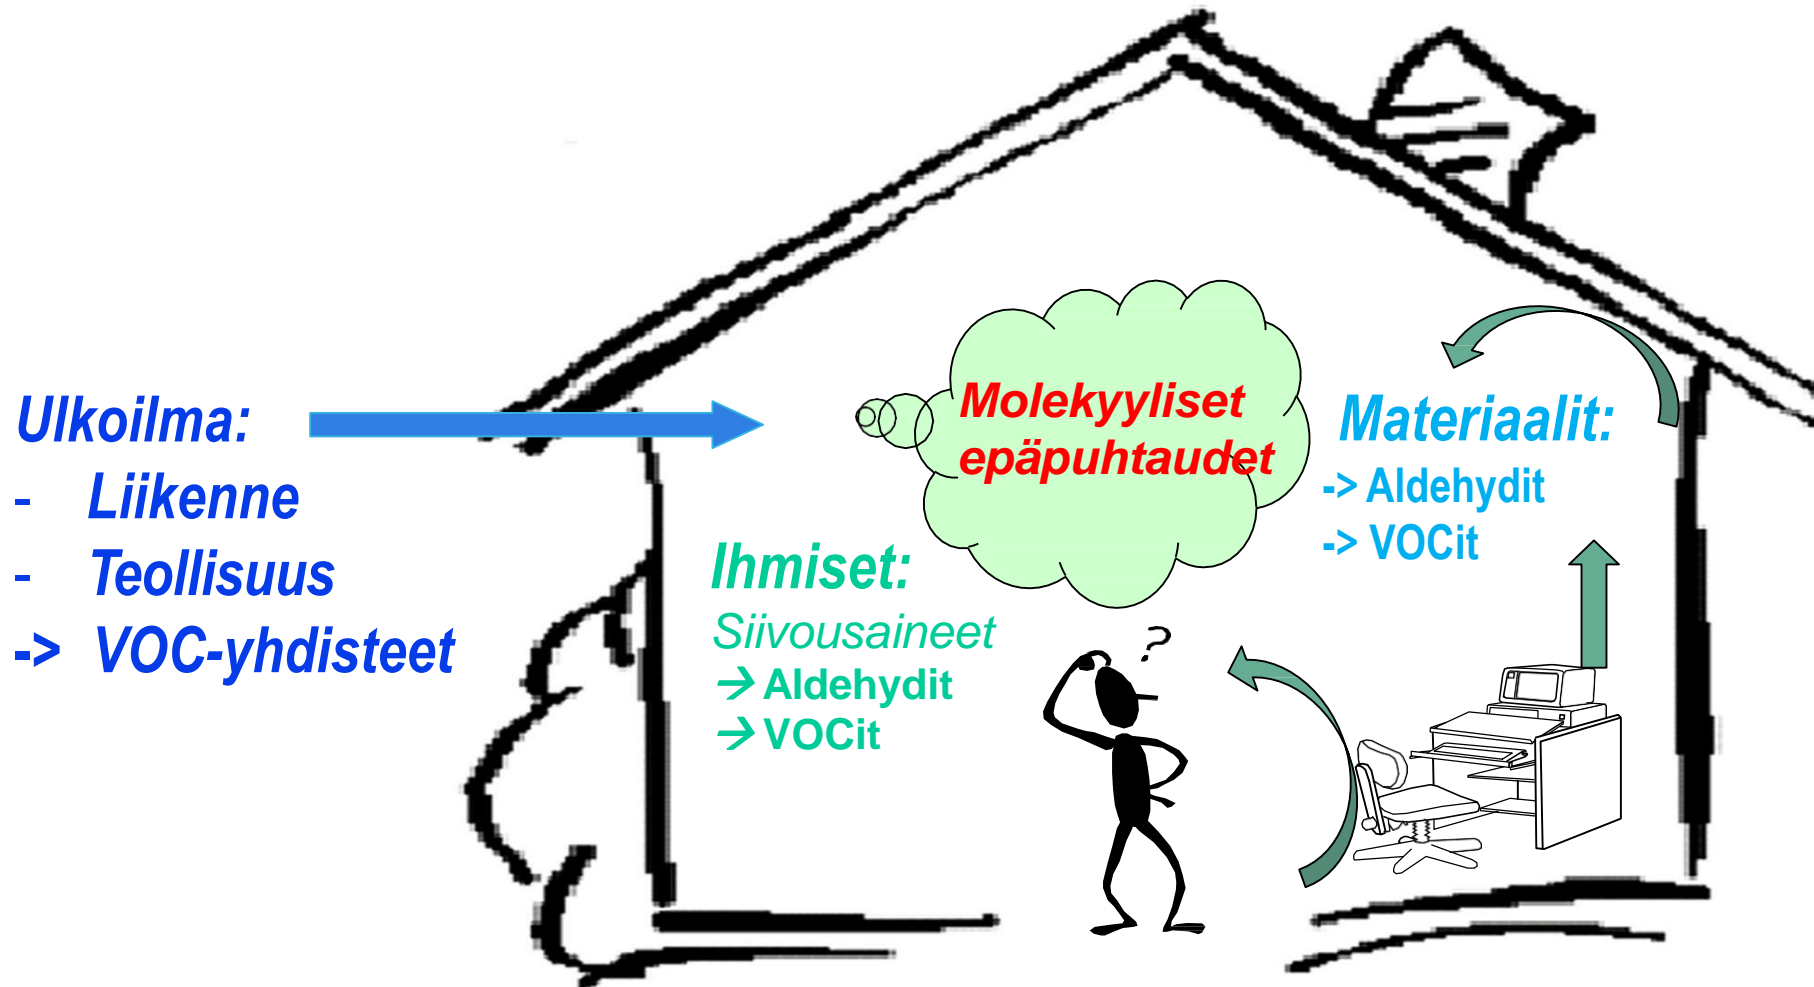 Ulkoilma:
- Liikenne
- Teollisuus
-> VOC-yhdisteet
Molekyyliset
epäpuhtaudet
Materiaalit:
-> Aldehydit
-> VOCit
Ihmiset:
Siivousaineet
→ Aldehydit
→ VOCit
?